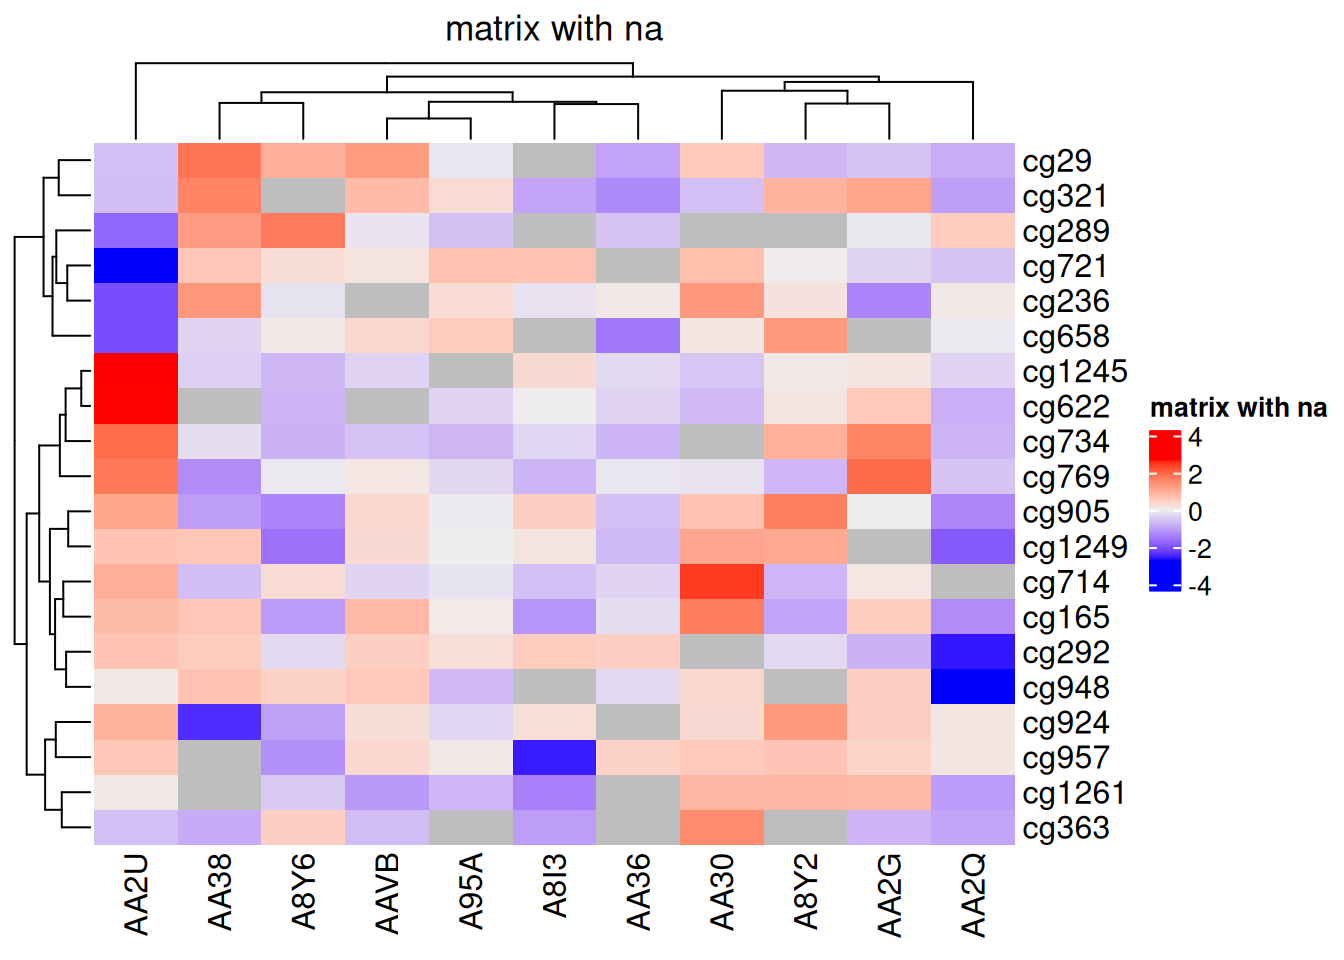 matrix with na
cg29
cg321
cg289
cg721
cg236
cg658
cg1245
cg622
cg734
cg769
cg905
cg1249
cg714
cg165
cg292
cg948
cg924
cg957
cg1261
cg363
matrix with na
4
2
0
-2
-4
AA2U
AA38
A8Y6
AAVB
A95A
A8I3
AA36
AA30
A8Y2
AA2G
AA2Q